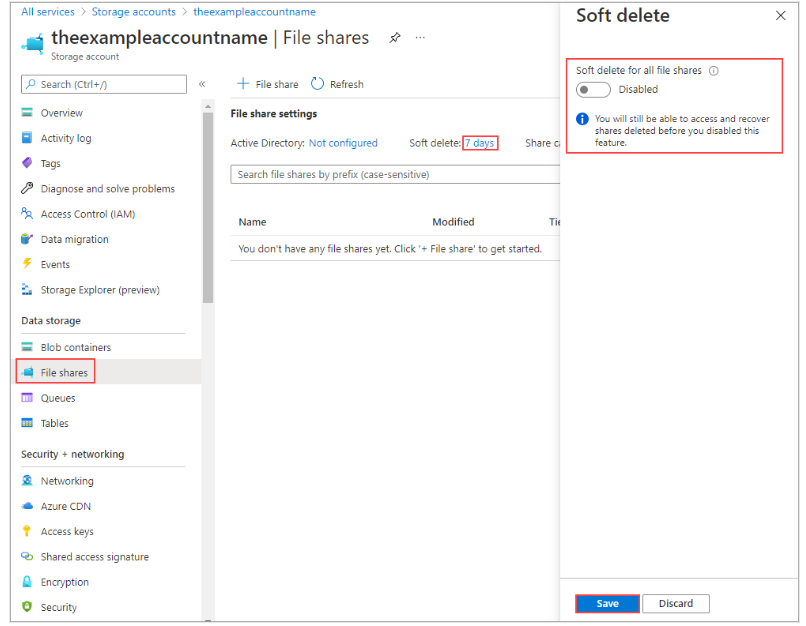 All services > Storage accounts > theexampleaccountname
theexampleaccountname | File shares
Storage account
Search (Ctrl+/)
Overview
Activity log
Tags
Diagnose and solve problems
Access Control (IAM)
Data migration
Events
Storage Explorer (preview)
Data storage
Blob containers
File shares
Queues
Tables
Security + networking
Networking
Azure CDN
Access keys
Shared access signature
Encryption
Security
+ File share Refresh
File share settings
Active Directory: Not configured Soft delete: 7 days Share ca
Search file shares by prefix (case-sensitive)
Name Modified Tie
You don't have any file shares yet. Click '+ File share' to get started.
Soft delete
Soft delete for all file shares
Disabled
You will still be able to access and recover
shares deleted before you disabled this
feature.
Save Discard